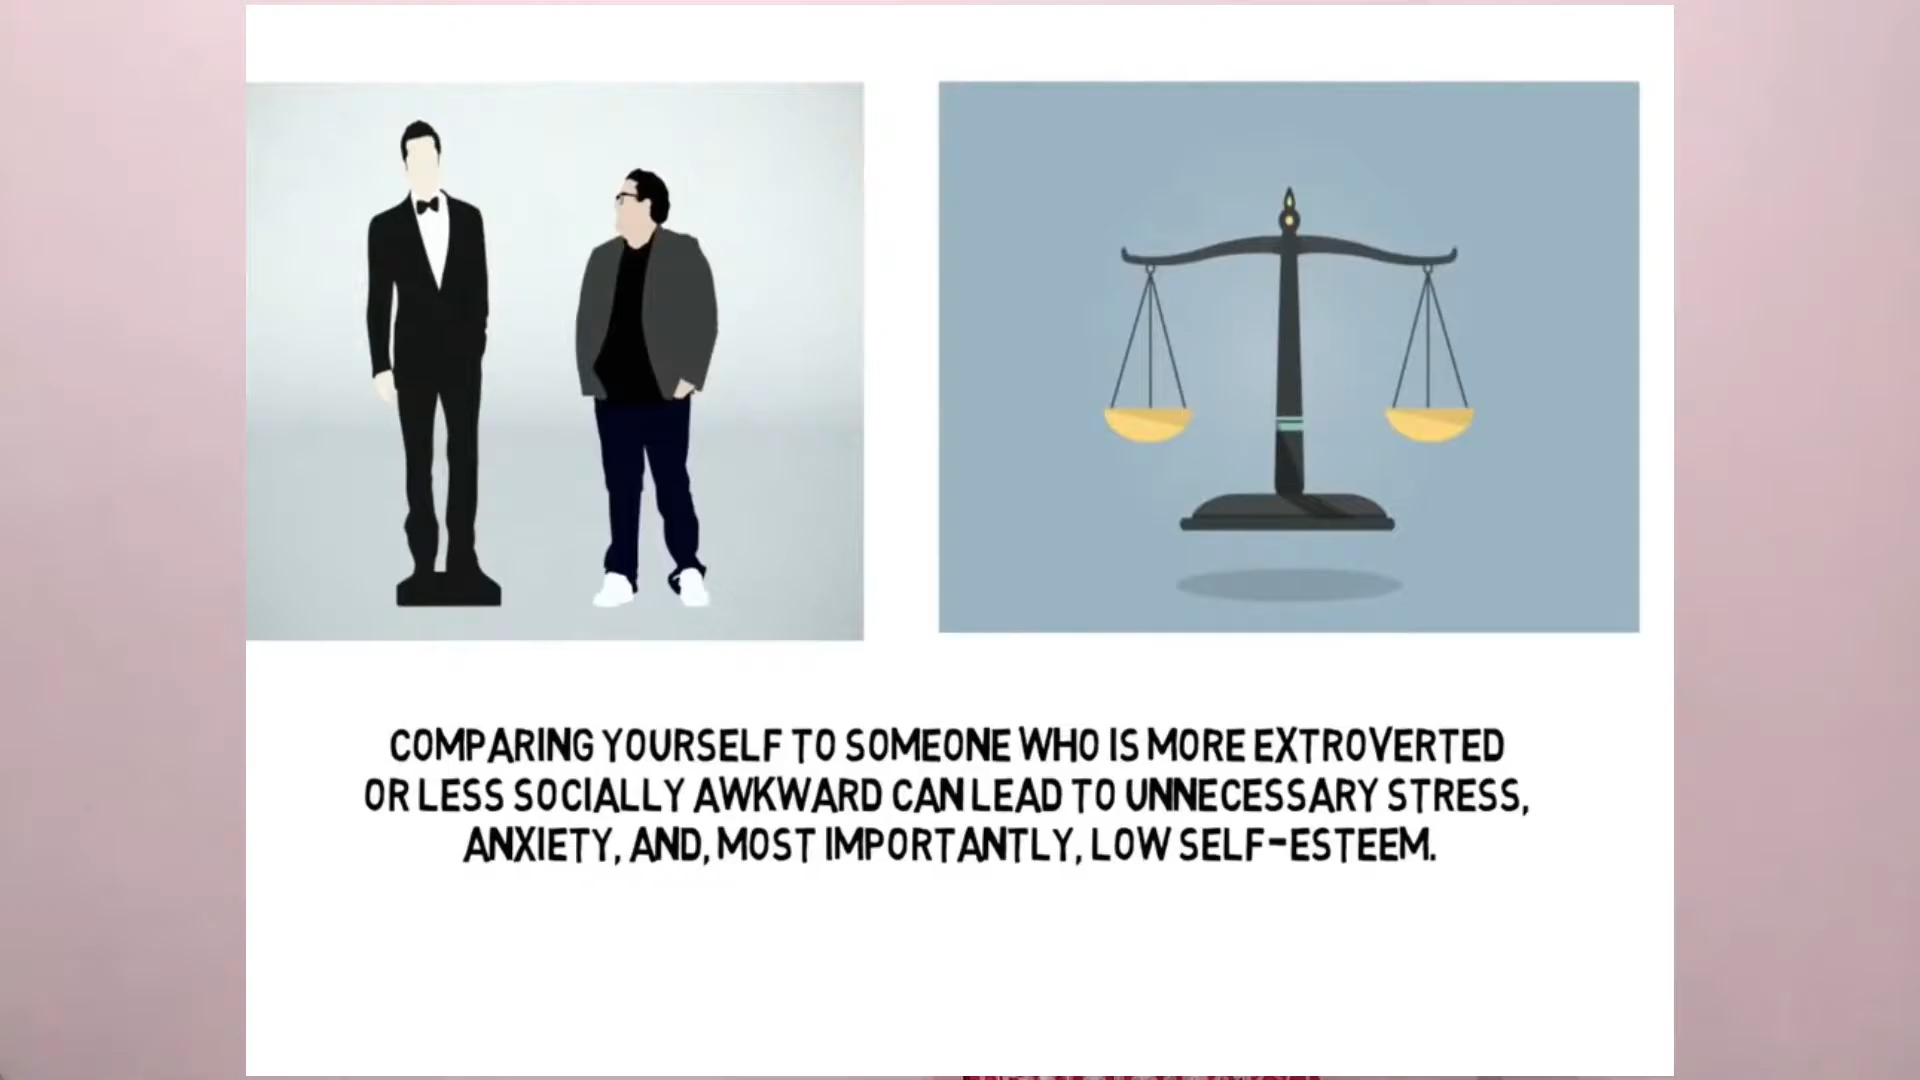 COMPARING YOURSELF TO SOMEONE WHO IS MORE EXTROVERTED
OR LESS SOCIALLY AWKWARD CAN LEAD TO UNNECESSARY STRESS,
ANXIETY, AND, MOST IMPORTANTLY, LOW SELF-ESTEEM.